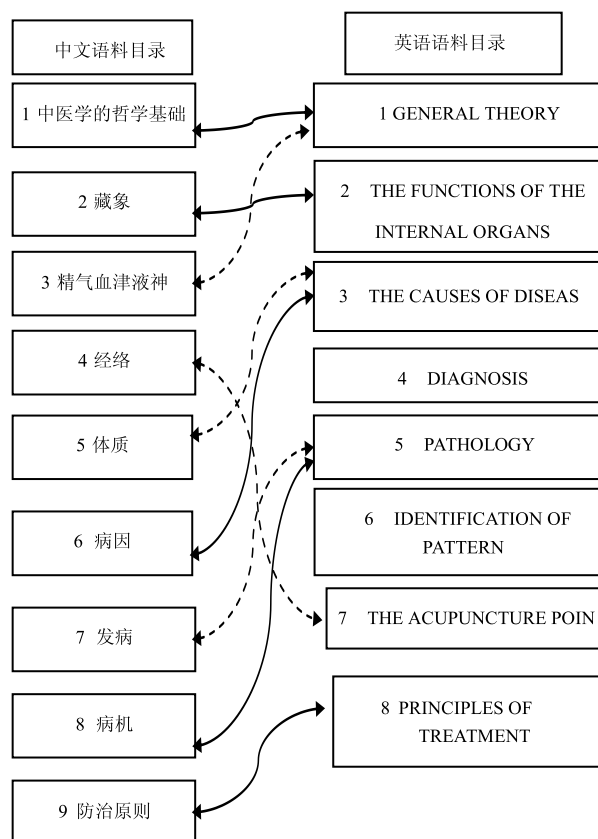 中文语料目录
1 中医学的哲学基础
2 藏象
3 精气血津液神
4 经络
5 体质
6 病因
7 发病
8 病机
9 防治原则
英语语料目录
1 GENERAL THEORY
2 THE FUNCTIONS OF THE
INTERNAL ORGANS
3 THE CAUSES OF DISEAS
4 DIAGNOSIS
5 PATHOLOGY
6 IDENTIFICATION OF
PATTERN
7 THE ACUPUNCTURE POIN
8 PRINCIPLES OF
TREATMENT